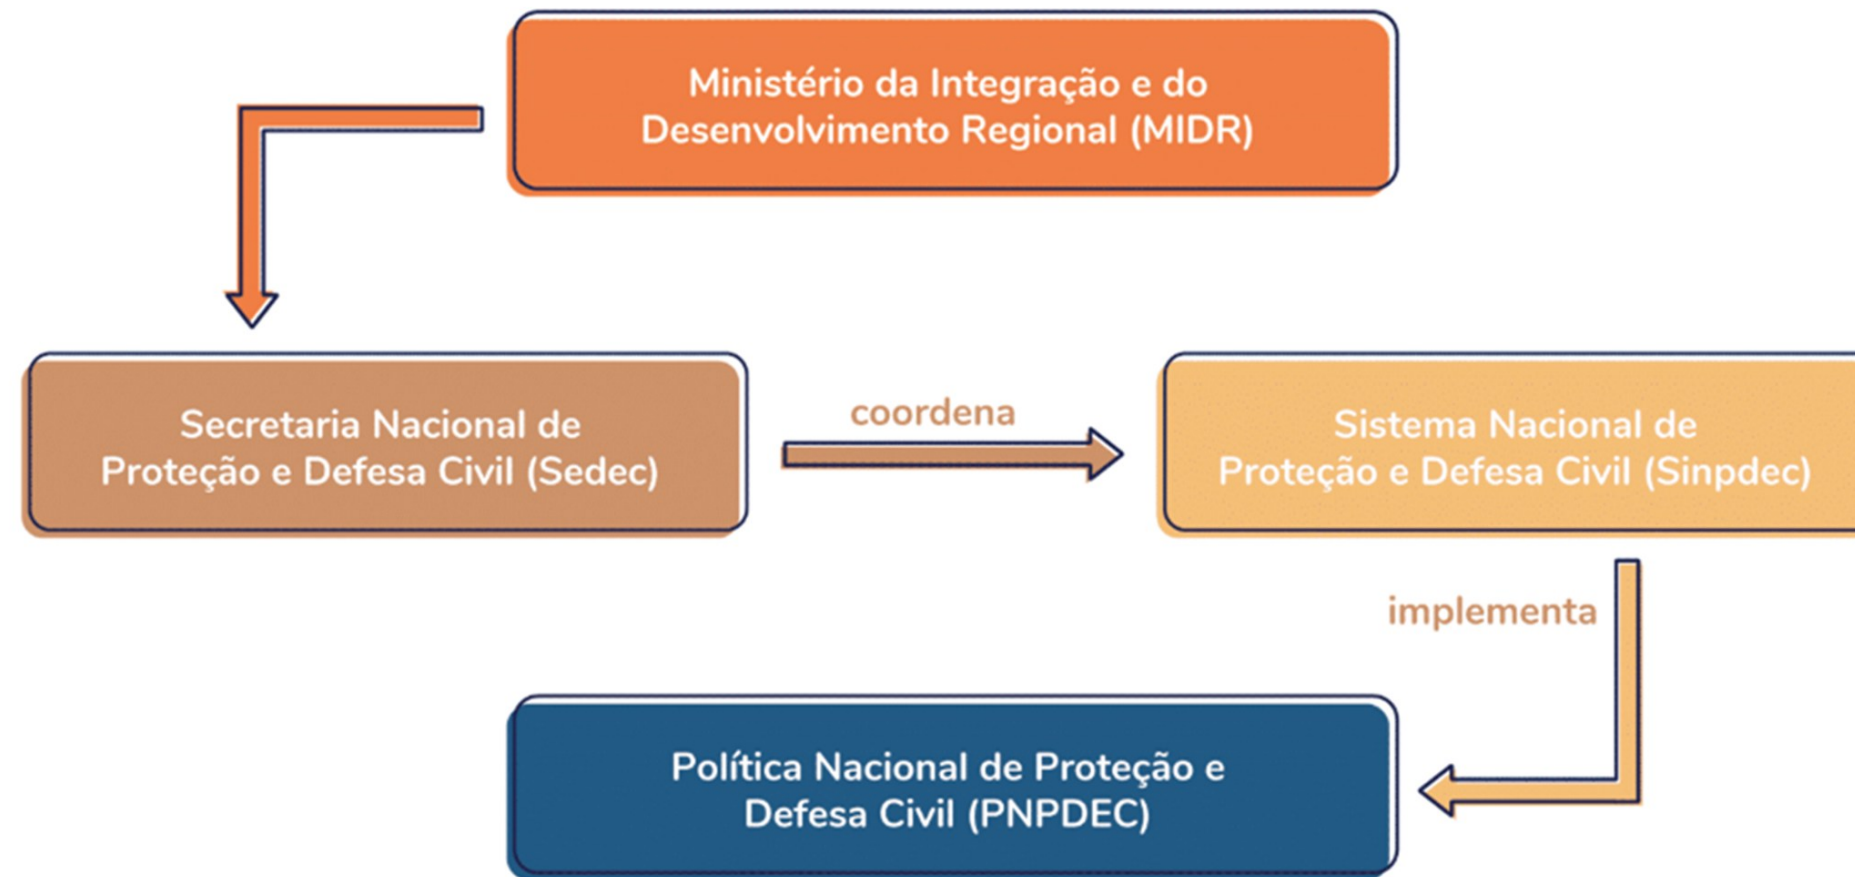 Ministério da Integração e do
Desenvolvimento Regional (MIDR)
Secretaria Nacional de
Proteção e Defesa Civil (Sedec)
coordena
Sistema Nacional de
Proteção e Defesa Civil (Sinpdec)
implementa
Política Nacional de Proteção e
Defesa Civil (PNPDEC)